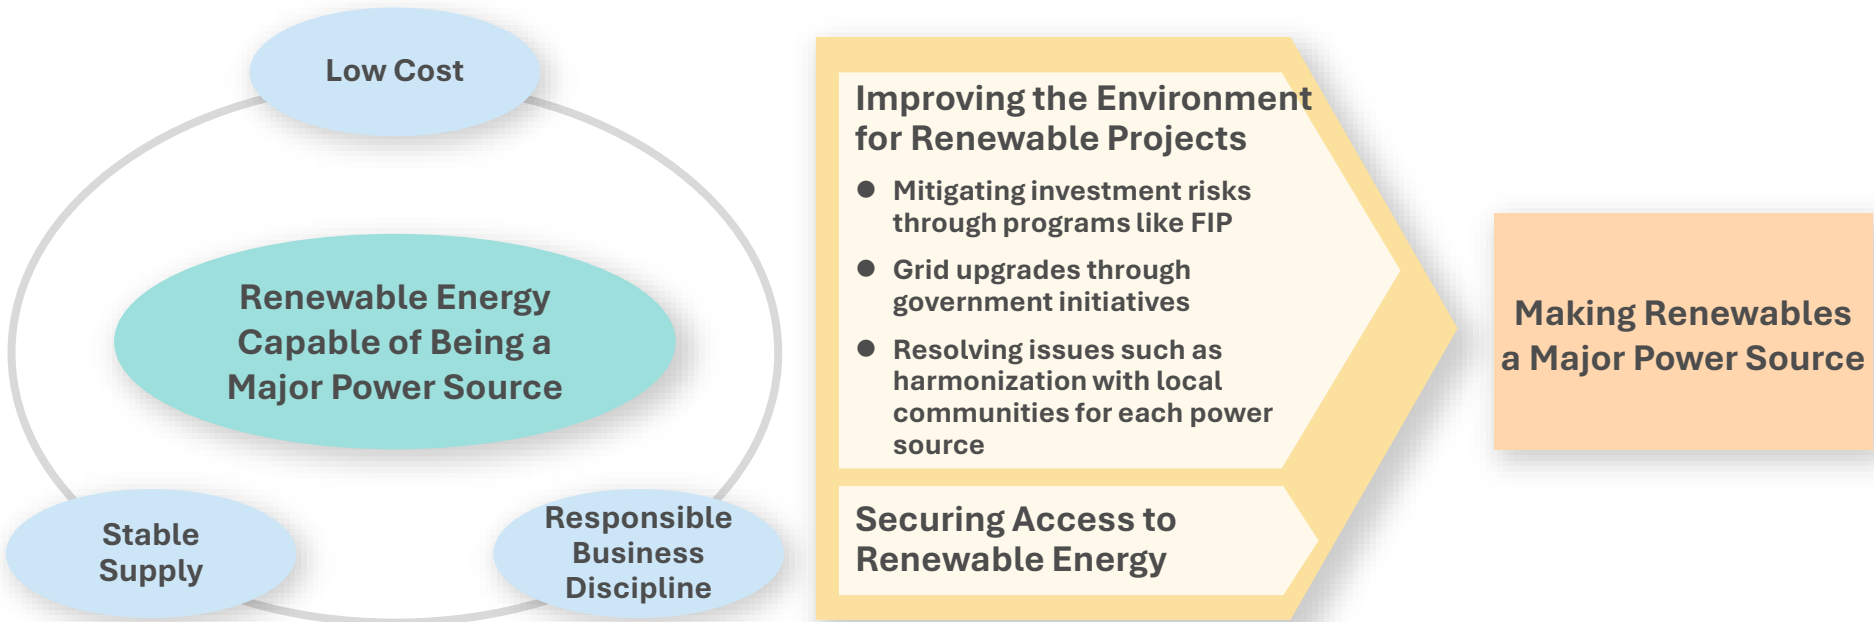 Low Cost
Renewable Energy
Capable of Being a
Major Power Source
Stable
Supply
Responsible
Business
Discipline
Improving the Environment
for Renewable Projects
● Mitigating investment risks
through programs like FIP
● Grid upgrades through
government initiatives
● Resolving issues such as
harmonization with local
communities for each power
source
Securing Access to
Renewable Energy
Making Renewables
a Major Power Source